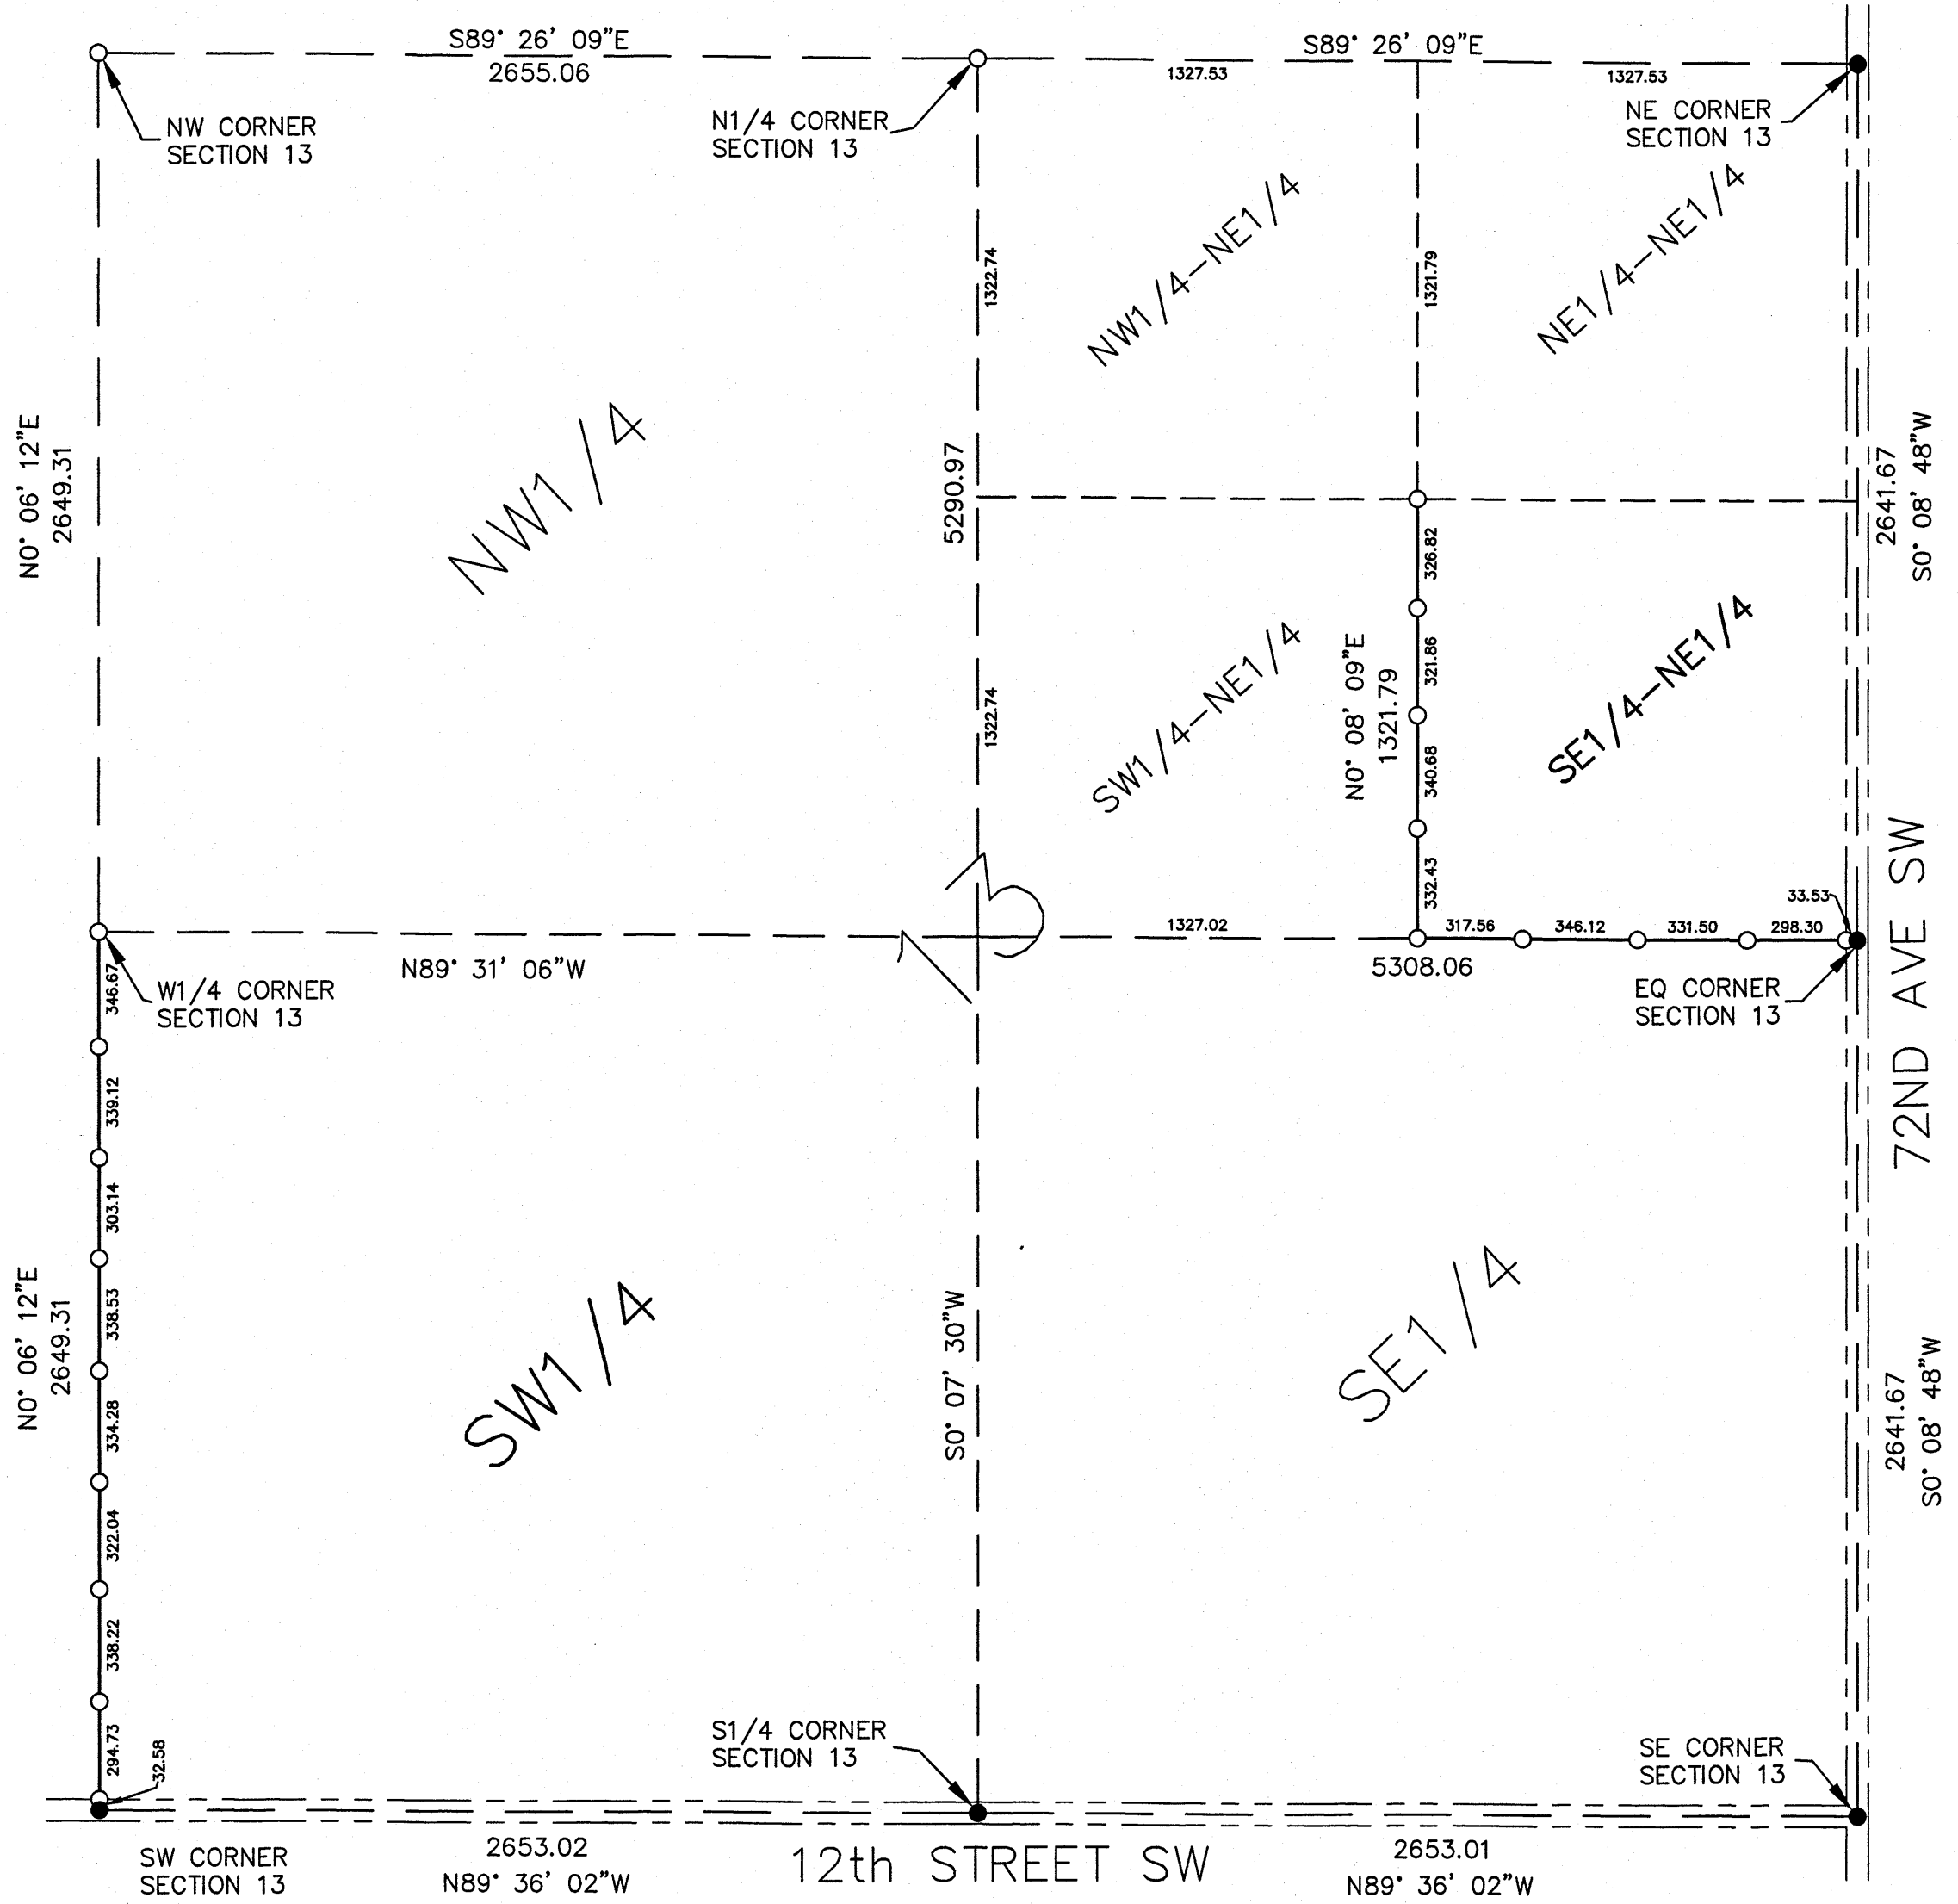 S89° 26' 09"E
2655.06
S89° 26' 09"E
1327.53
1327.53
NW CORNER
SECTION 13
N1/4 CORNER
SECTION 13
NE CORNER
SECTION 13
NW1/4-NE1/4
NE1/4-NE1/4
1322.74
1321.79
N0° 06' 12"E
2649.31
NW1/4
5290.97
2641.67
S0° 08' 48"W
326.82
321.86
340.68
332.43
N0° 08' 09"E
1321.79
SW1/4-NE1/4
SE1/4-NE1/4
1322.74
13
72ND AVE SW
33.53
1327.02
317.56
346.12
331.50
298.30
N89° 31' 06"W
5308.06
W1/4 CORNER
SECTION 13
EQ CORNER
SECTION 13
346.67
339.12
303.14
338.53
334.28
322.04
338.22
294.73
32.58
N0° 06' 12"E
2649.31
SW1/4
S0° 07' 30"W
SE1/4
2641.67
S0° 08' 48"W
S1/4 CORNER
SECTION 13
SE CORNER
SECTION 13
SW CORNER
SECTION 13
2653.02
N89° 36' 02"W
12th STREET SW
2653.01
N89° 36' 02"W